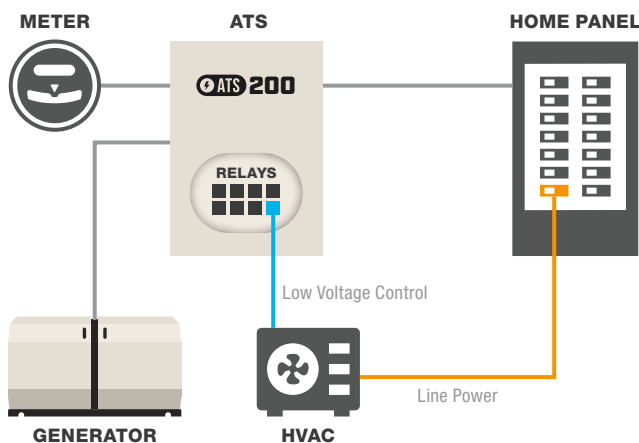 METER
ATS
HOME PANEL
ATS 200
RELAYS
Low Voltage Control
Line Power
GENERATOR
HVAC